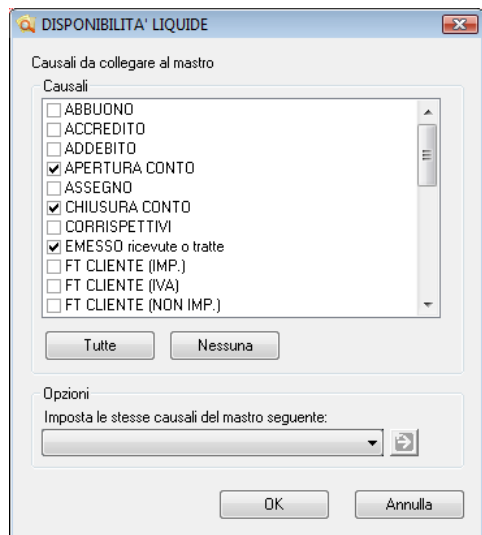 DISPONIBILITA' LIQUIDE
Causali da collegare al mastro
Causali
ABBUONO
ACCREDITO
ADDEBITO
APERTURA CONTO
ASSEGNO
CHIUSURA CONTO
CORRISPETTIVI
EMESSO ricevute o tratte
FT CLIENTE (IMP.)
FT CLIENTE (IVA)
FT CLIENTE (NON IMP.)
Tutte Nessuna
Opzioni
Imposta le stesse causali del mastro seguente:
OK Annulla